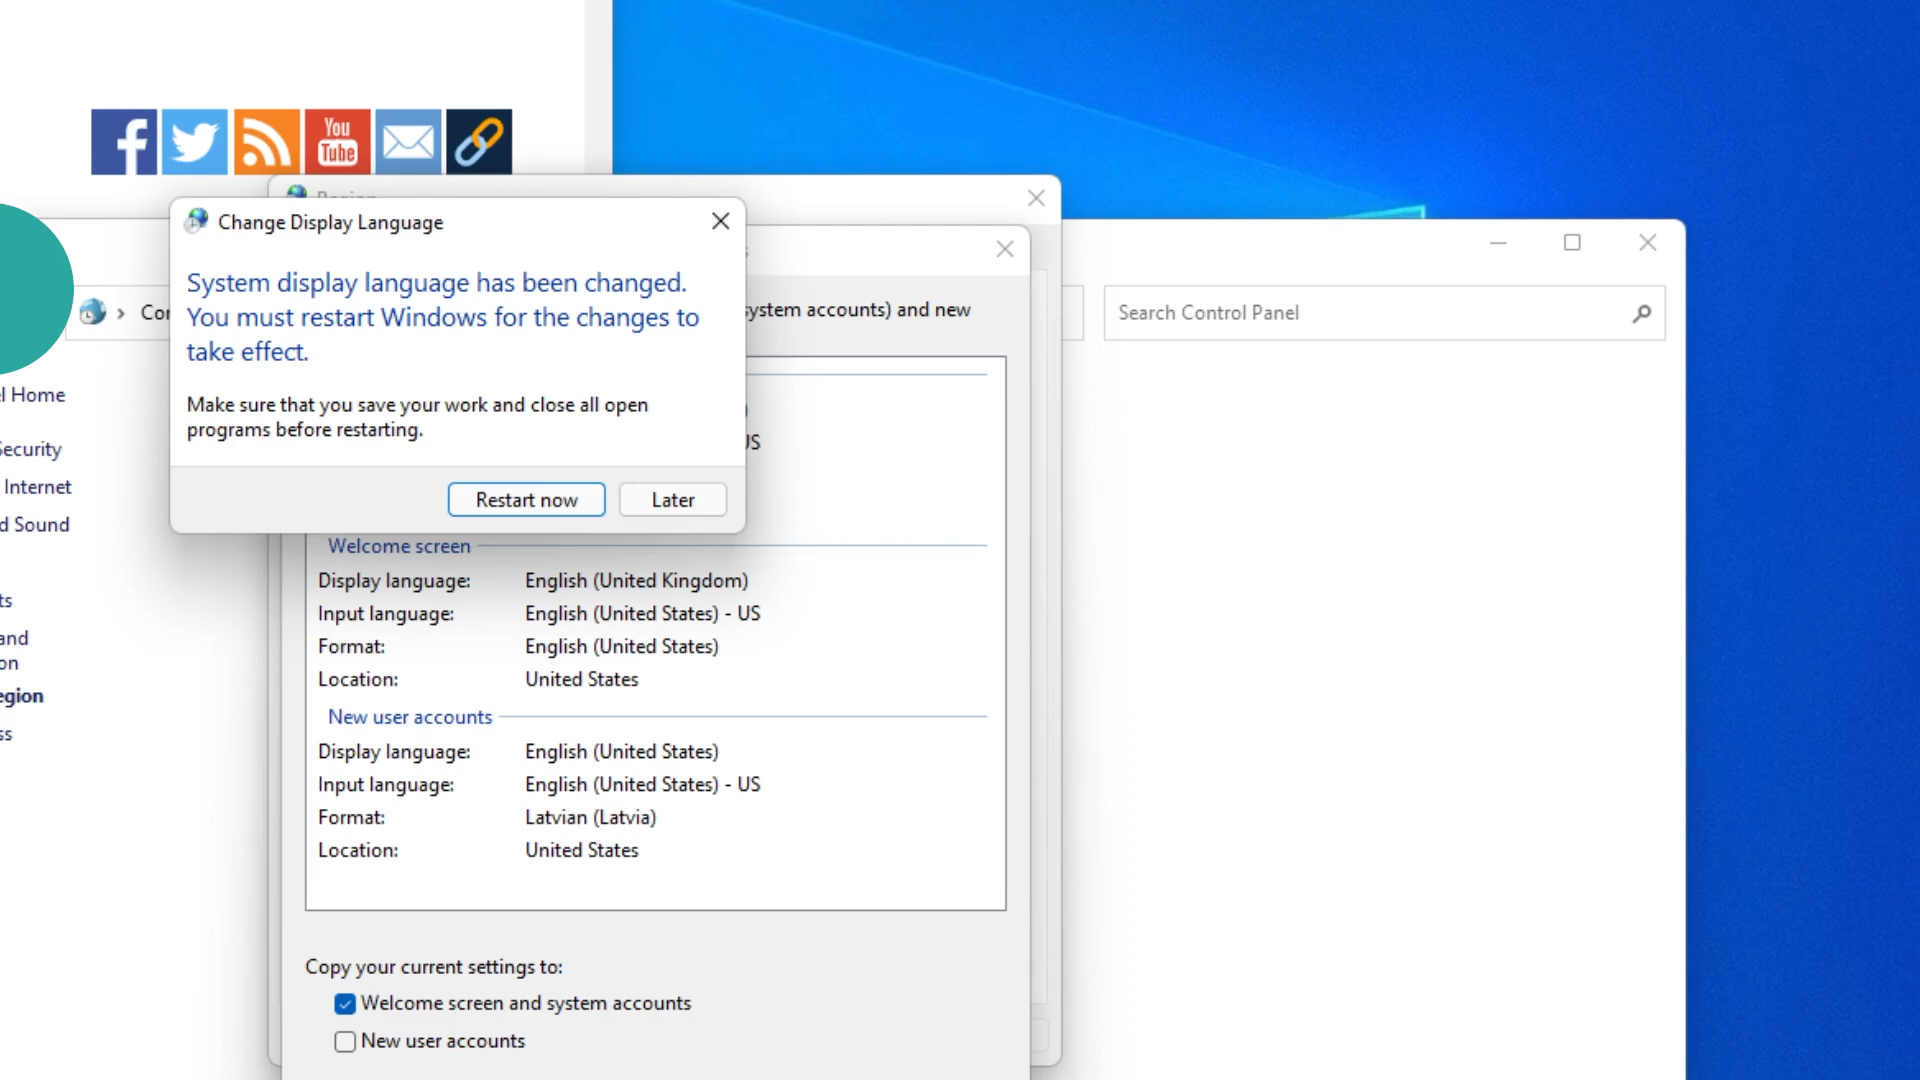 You
Tube
Change Display Language
System display language has been changed.
You must restart Windows for the changes to
take effect.
Make sure that you save your work and close all open
programs before restarting.
Restart now
Later
accounts) and new
US
Search Control Panel
Home
Security
Internet
Sound
and
Welcome screen
Display language: English (United Kingdom)
Input language: English (United States) - US
Format: English (United States)
Location: United States
New user accounts
Display language: English (United States)
Input language: English (United States) - US
Format: Latvian (Latvia)
Location: United States
Copy your current settings to:
Welcome screen and system accounts
New user accounts